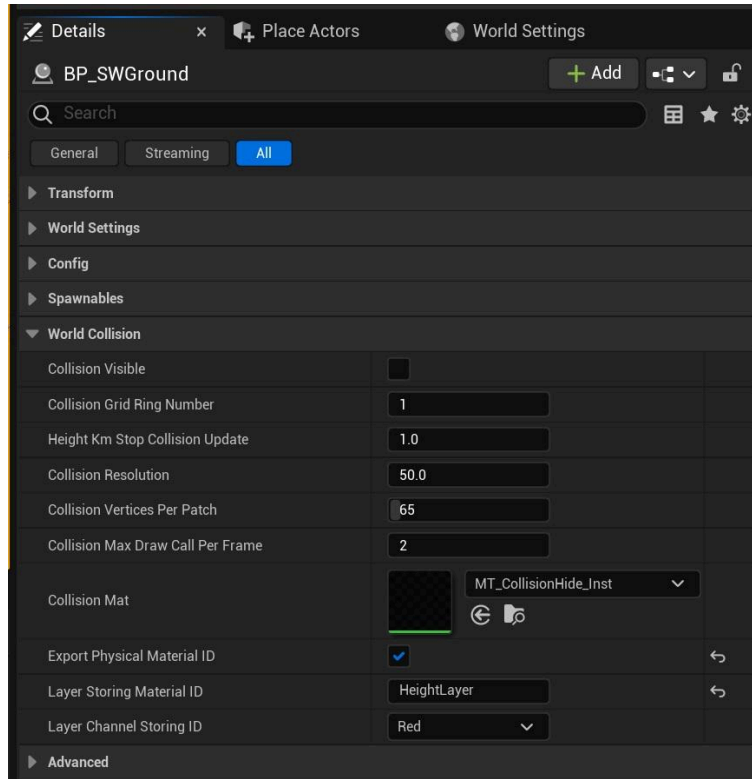 Details
Place Actors
World Settings
BP_SWGround
Add
Search
General
Streaming
All
Transform
World Settings
Config
Spawnables
World Collision
Collision Visible
Collision Grid Ring Number 1
Height Km Stop Collision Update 1.0
Collision Resolution 50.0
Collision Vertices Per Patch 65
Collision Max Draw Call Per Frame 2
Collision Mat MT_CollisionHide_Inst
Export Physical Material ID
Layer Storing Material ID HeightLayer
Layer Channel Storing ID Red
Advanced